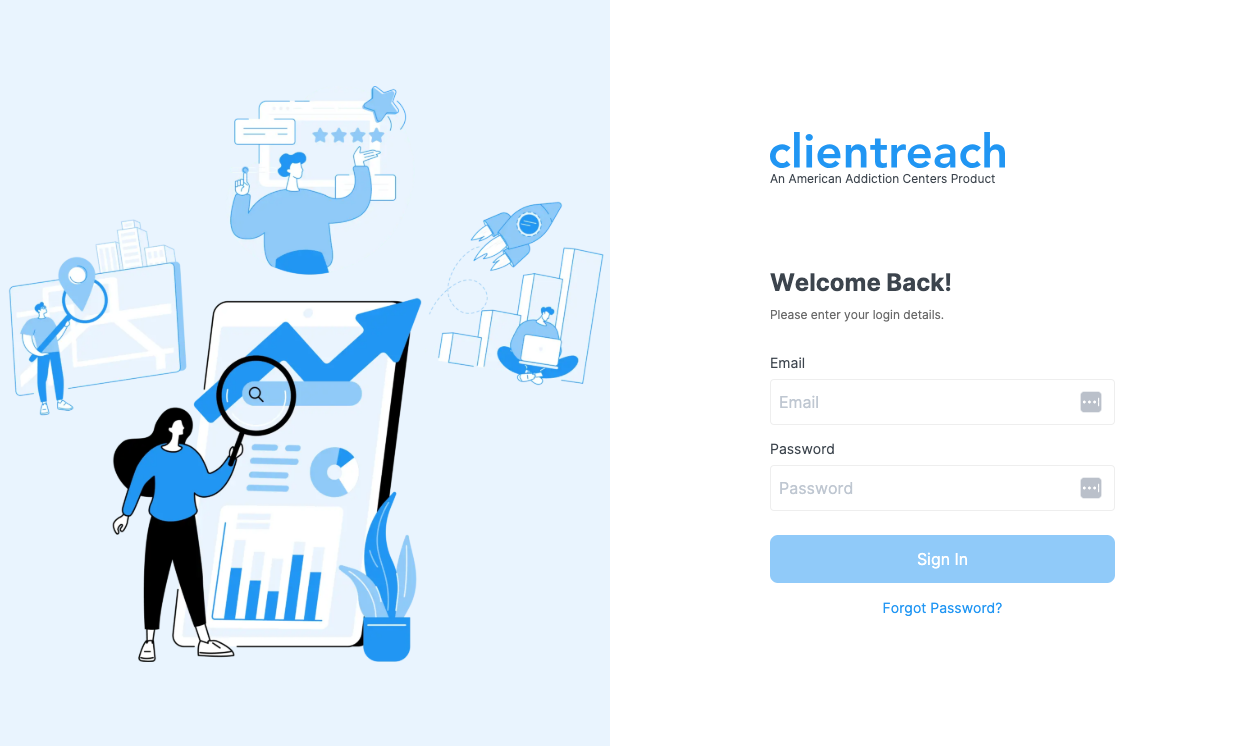 clientreach
An American Addiction Centers Product
Welcome Back!
Please enter your login details.
Email
Email
Password
Password
Sign In
Forgot Password?